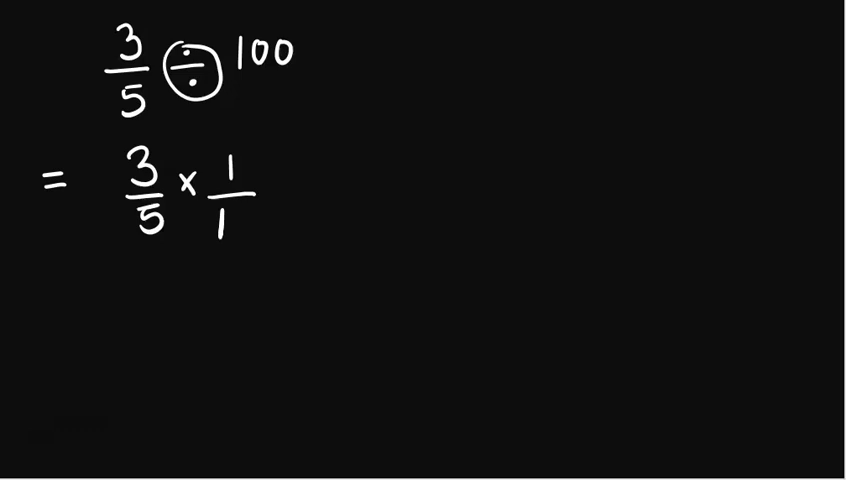 3/5 ÷ 100
= 3/5 × 1/1